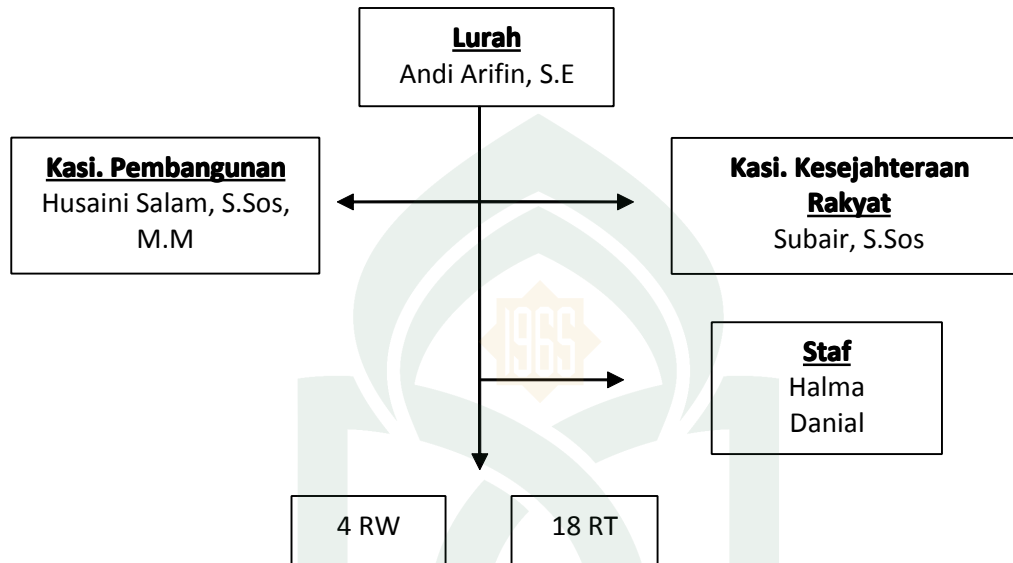 Lurah
Andi Arifin, S.E
Kasi. Pembangunan
Husaini Salam, S.Sos,
M.M
Kasi. Kesejahteraan
Rakyat
Subair, S.Sos
1965
Staf
Halma
Danial
4 RW
18 RT